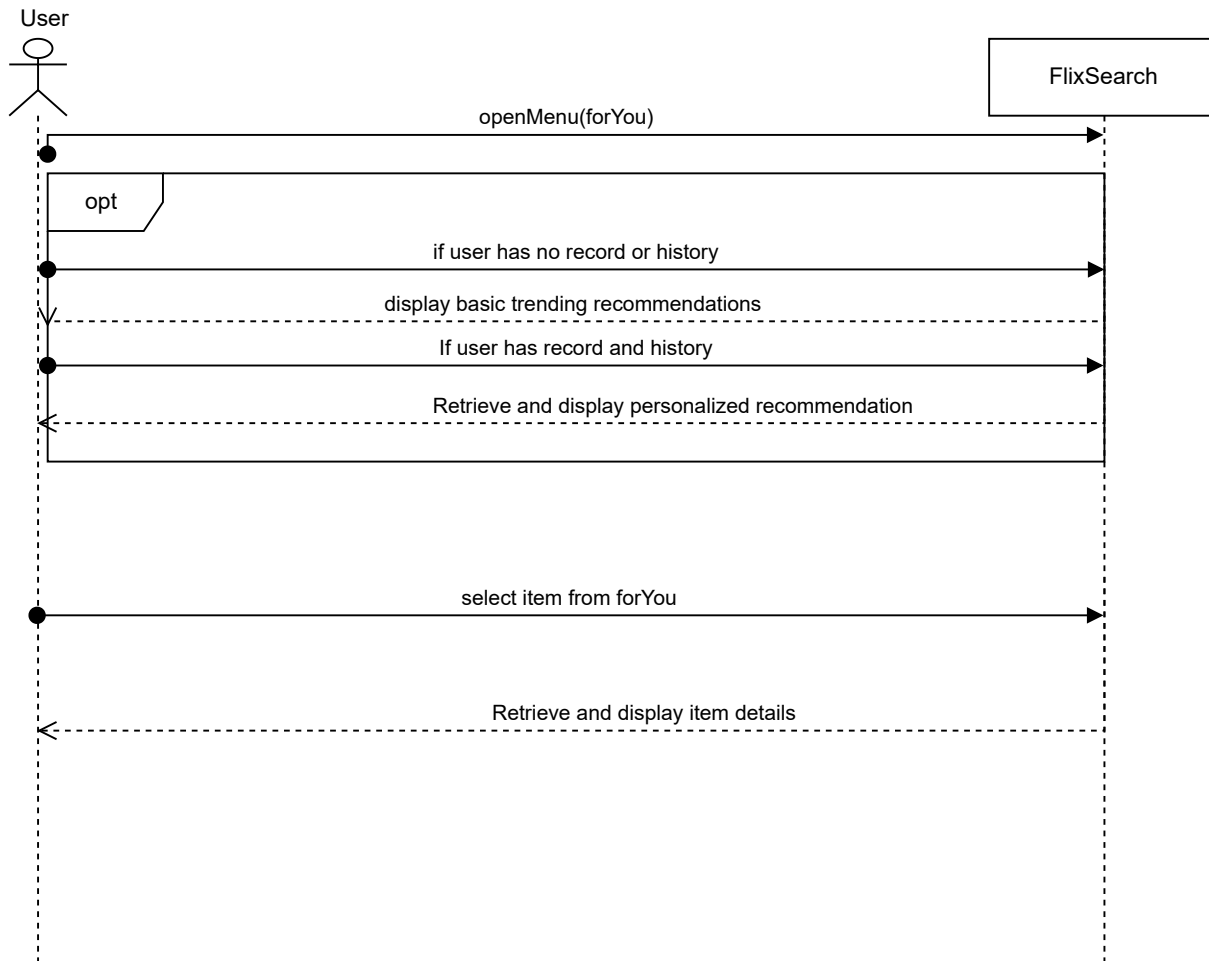 User
FlixSearch
openMenu(forYou)
opt
if user has no record or history
display basic trending recommendations
If user has record and history
Retrieve and display personalized recommendation
select item from forYou
Retrieve and display item details